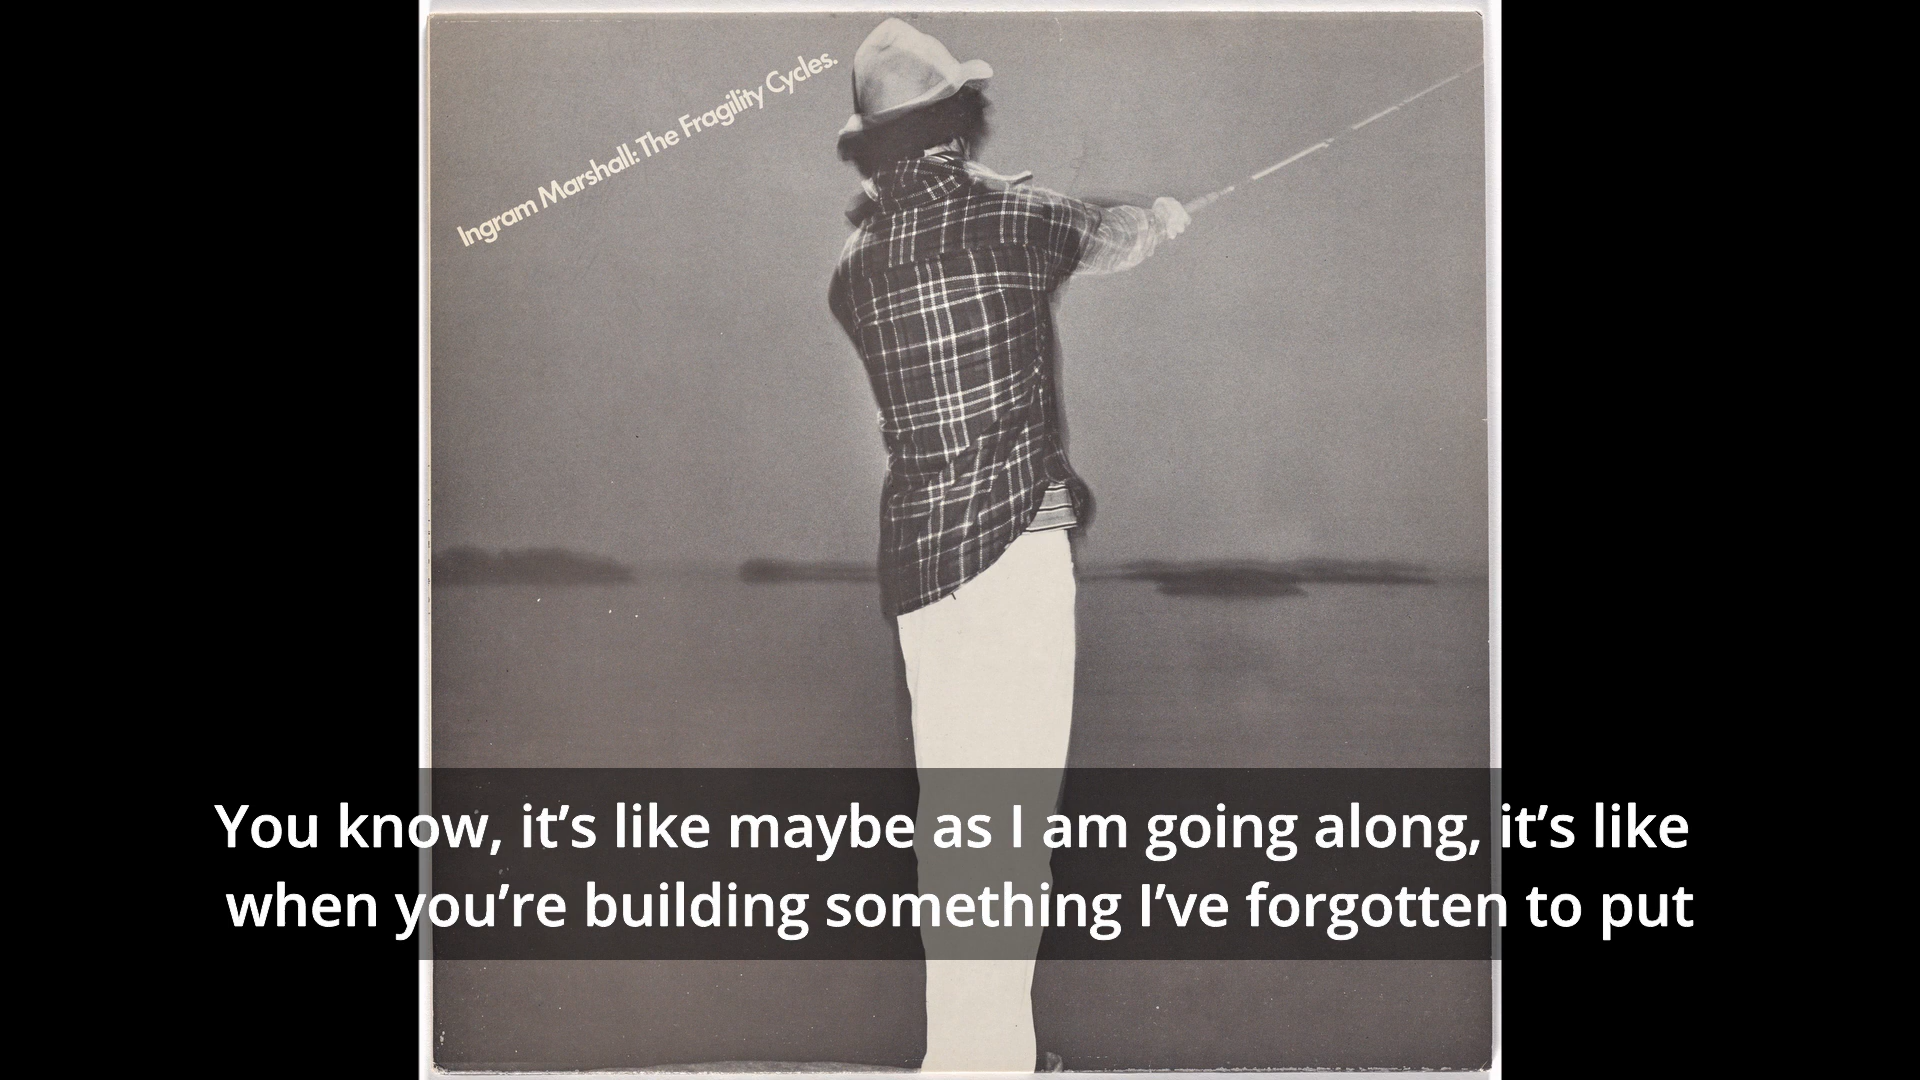 Ingram Marshall: The Fragility Cycles.
You know, it’s like maybe as I am going along, it’s like
when you’re building something I’ve forgotten to put